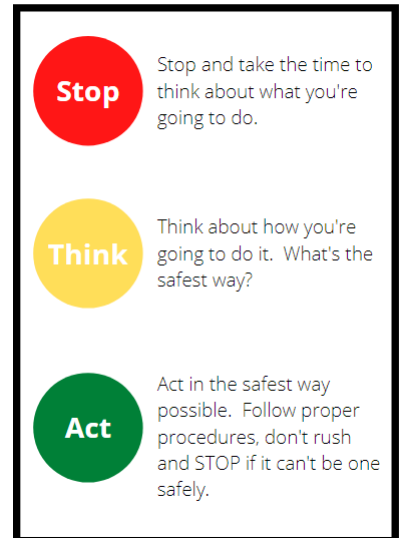 Stop
Stop and take the time to
think about what you're
going to do.
Think
Think about how you're
going to do it.  What's the
safest way?
Act
Act in the safest way
possible.  Follow proper
procedures, don't rush
and STOP if it can't be one
safely.